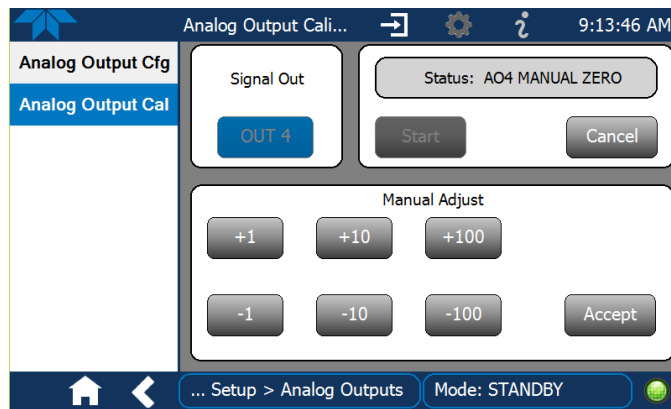 Analog Output Cali...
9:13:46 AM
Analog Output Cfg
Analog Output Cal
Signal Out
OUT 4
Status: AO4 MANUAL ZERO
Start
Cancel
Manual Adjust
+1
+10
+100
-1
-10
-100
Accept
... Setup > Analog Outputs
Mode: STANDBY